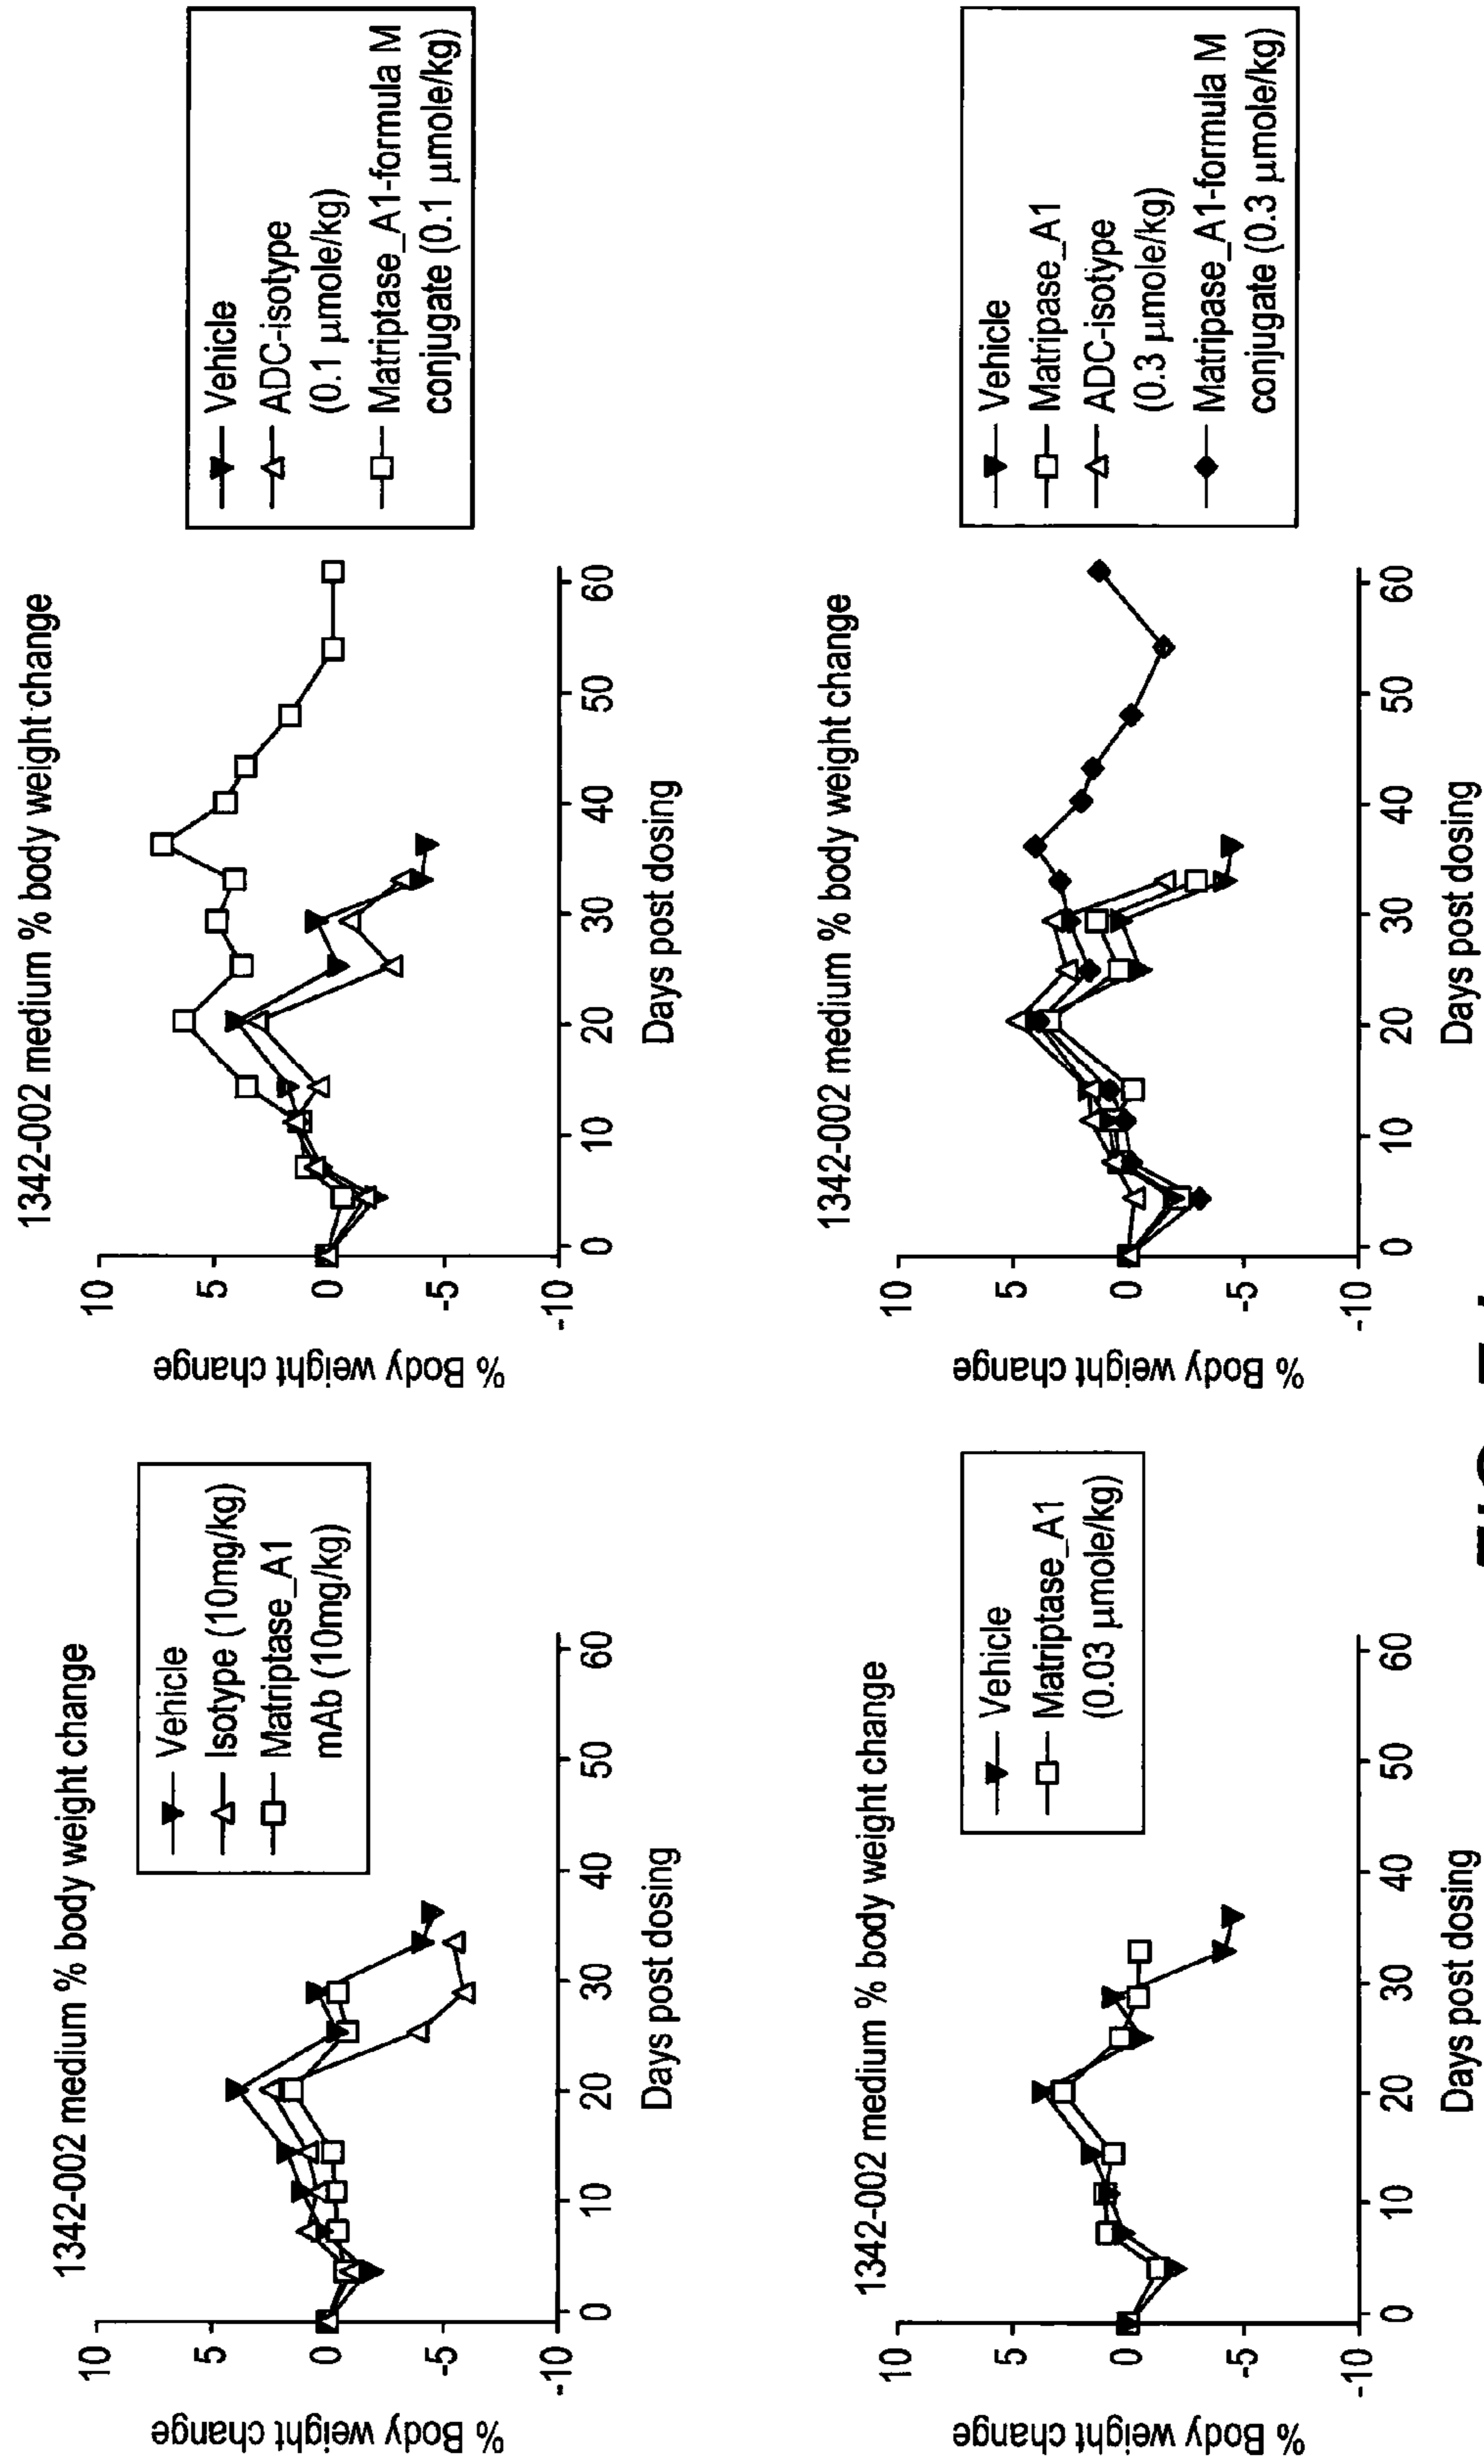 1342-002 medium % body weight change
% Body weight change
10
5
0
-5
-10
0
10
20
30
40
50
60
Days post dosing
Vehicle
Isotype (10mg/kg)
Matriptase_A1
mAb (10mg/kg)
1342-002 medium % body weight change
% Body weight change
10
5
0
-5
-10
0
10
20
30
40
50
60
Days post dosing
Vehicle
ADC-isotype
(0.1 µmole/kg)
Matriptase_A1-formula M
conjugate (0.1 µmole/kg)
1342-002 medium % body weight change
% Body weight change
10
5
0
-5
-10
0
10
20
30
40
50
60
Days post dosing
Vehicle
Matriptase_A1
(0.03 µmole/kg)
1342-002 medium % body weight change
% Body weight change
10
5
0
-5
-10
0
10
20
30
40
50
60
Days post dosing
Vehicle
Matripase_A1
ADC-isotype
(0.3 µmole/kg)
Matripase_A1-formula M
conjugate (0.3 µmole/kg)